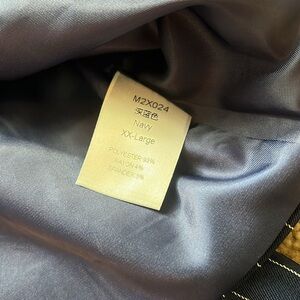 M2X024
深蓝色
Navy
XX-Large
POLYESTER 93%
RAYON 4%
SPANDEX 3%